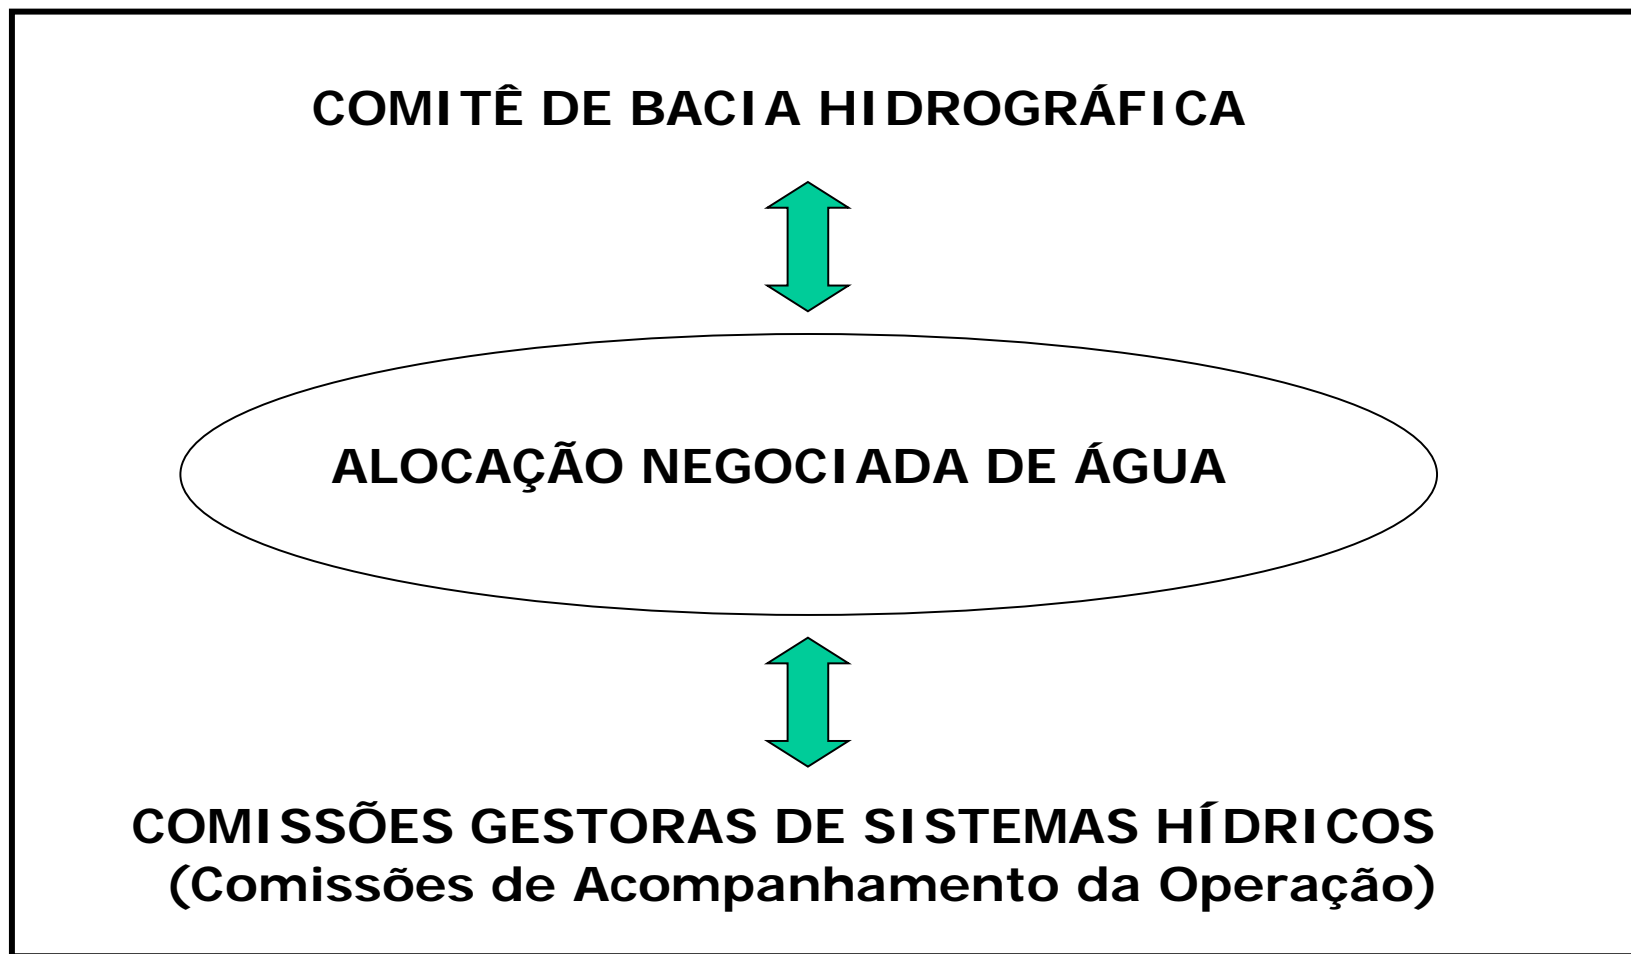 COMITÊ DE BACIA HIDROGRÁFICA
ALOCAÇÃO NEGOCIADA DE ÁGUA
COMISSÕES GESTORAS DE SISTEMAS HÍDRICOS
(Comissões de Acompanhamento da Operação)